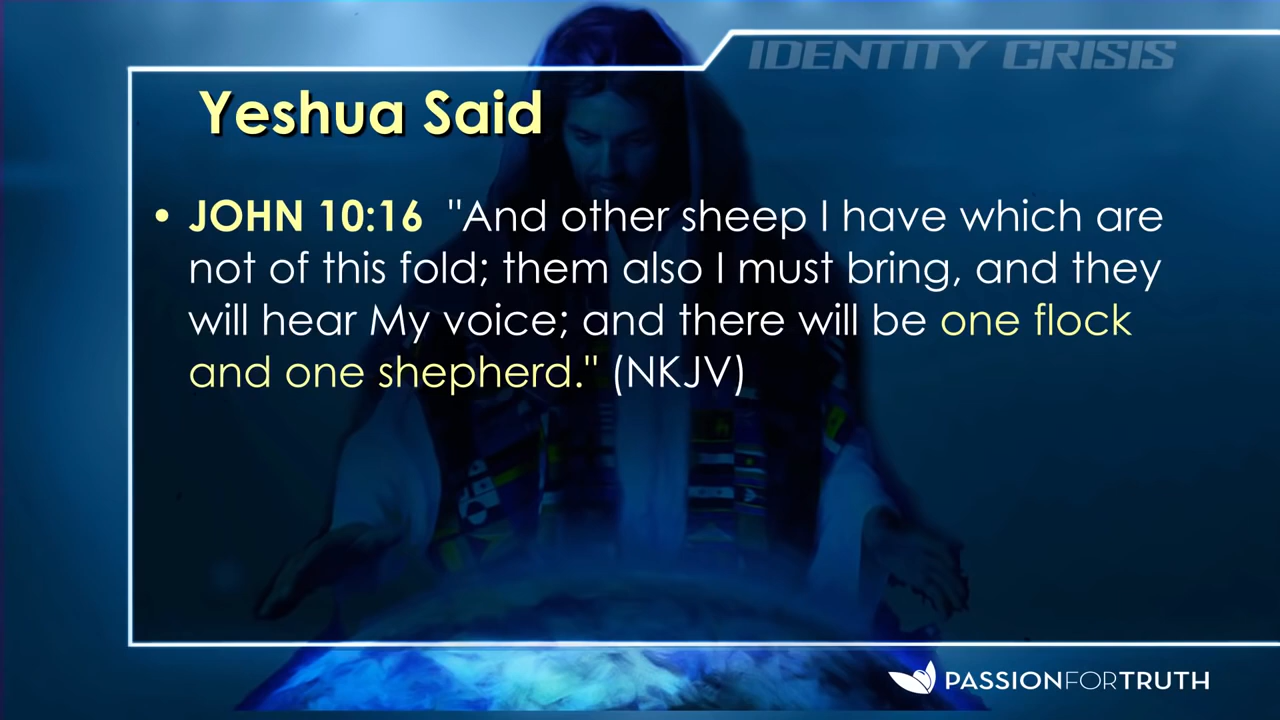 IDENTITY CRISIS
Yeshua Said
• JOHN 10:16 "And other sheep I have which are
not of this fold; them also I must bring, and they
will hear My voice; and there will be one flock
and one shepherd." (NKJV)
PASSIONFORTRUTH